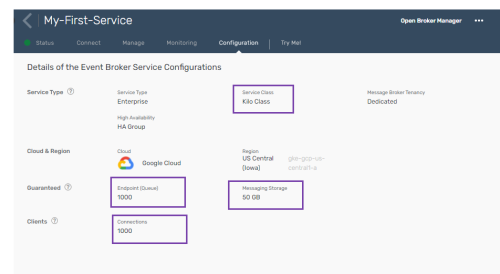 My-First-Service
Open Broker Manager
Status Connect Manage Monitoring Configuration Try Me!
Details of the Event Broker Service Configurations
Service Type
Service Type
Enterprise
Service Class
Kilo Class
Message Broker Tenancy
Dedicated
High Availability
HA Group
Cloud & Region
Cloud
Google Cloud
Region
US Central
(Iowa)
gke-gcp-us-
central1-a
Guaranteed
Endpoint (Queue)
1000
Messaging Storage
50 GB
Clients
Connections
1000